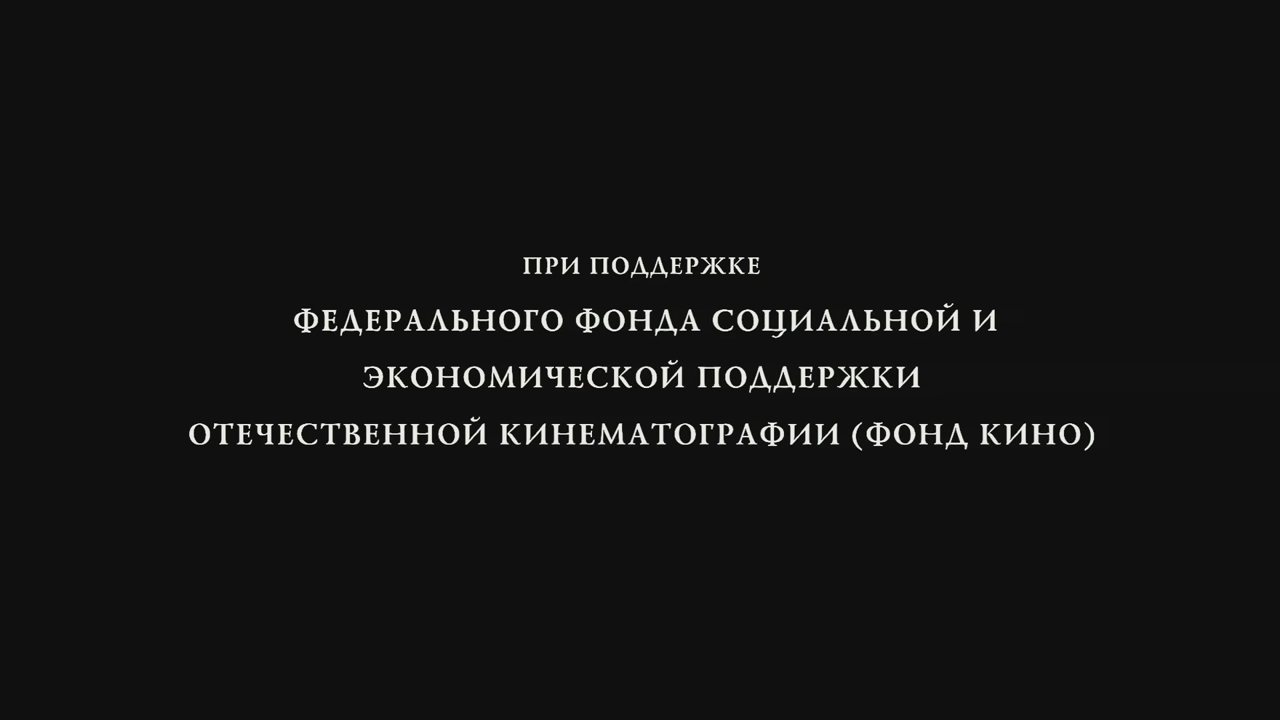 ПРИ ПОДДЕРЖКЕ
ФЕДЕРАЛЬНОГО ФОНДА СОЦИАЛЬНОЙ И
ЭКОНОМИЧЕСКОЙ ПОДДЕРЖКИ
ОТЕЧЕСТВЕННОЙ КИНЕМАТОГРАФИИ (ФОНД КИНО)